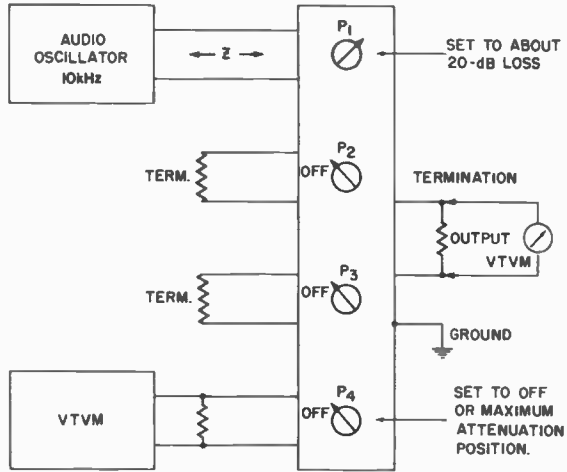 AUDIO
OSCILLATOR
10kHz
Z
P1
SET TO ABOUT
20-dB LOSS
TERM.
OFF
P2
TERMINATION
OUTPUT
VTVM
TERM.
OFF
P3
GROUND
VTVM
OFF
P4
SET TO OFF
OR MAXIMUM
ATTENUATION
POSITION.